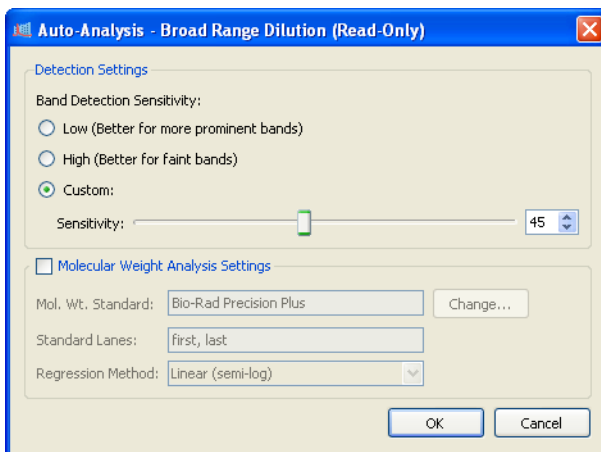 Auto-Analysis - Broad Range Dilution (Read-Only)
Detection Settings
Band Detection Sensitivity:
Low (Better for more prominent bands)
High (Better for faint bands)
Custom:
Sensitivity: 45
Molecular Weight Analysis Settings
Mol. Wt. Standard: Bio-Rad Precision Plus Change...
Standard Lanes: first, last
Regression Method: Linear (semi-log)
OK Cancel